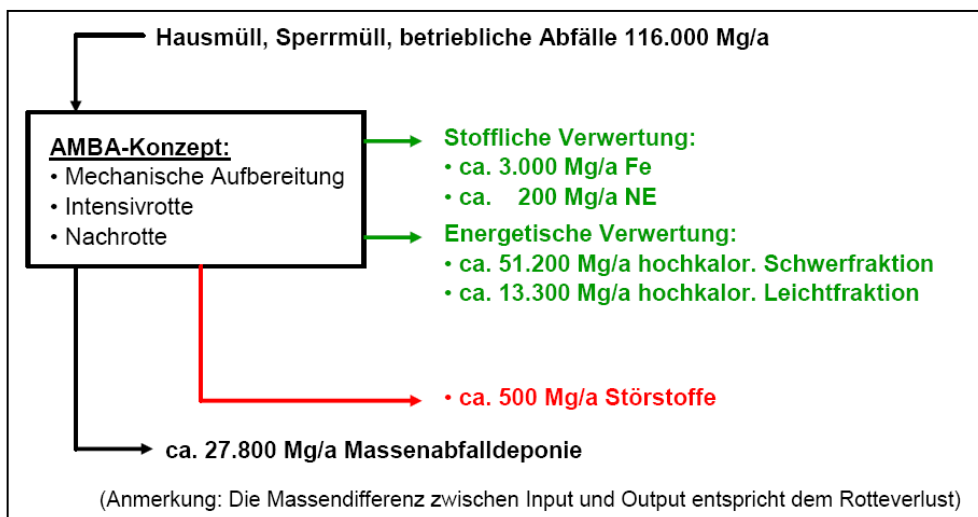 Hausmüll, Sperrmüll, betriebliche Abfälle 116.000 Mg/a
AMBA-Konzept:
• Mechanische Aufbereitung
• Intensivrotte
• Nachrotte
Stoffliche Verwertung:
• ca. 3.000 Mg/a Fe
• ca. 200 Mg/a NE
Energetische Verwertung:
• ca. 51.200 Mg/a hochkalor. Schwerfraktion
• ca. 13.300 Mg/a hochkalor. Leichtfraktion
• ca. 500 Mg/a Störstoffe
ca. 27.800 Mg/a Massenabfalldeponie
(Anmerkung: Die Massendifferenz zwischen Input und Output entspricht dem Rotteverlust)